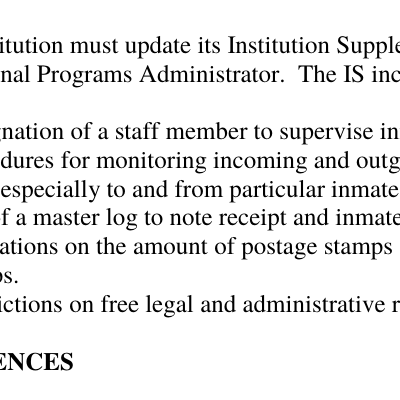 itution must update its Institution Supple
nal Programs Administrator.  The IS inc
gnation of a staff member to supervise in
dures for monitoring incoming and outg
especially to and from particular inmate
f a master log to note receipt and inmate
ations on the amount of postage stamps
os.
ictions on free legal and administrative r
ENCES